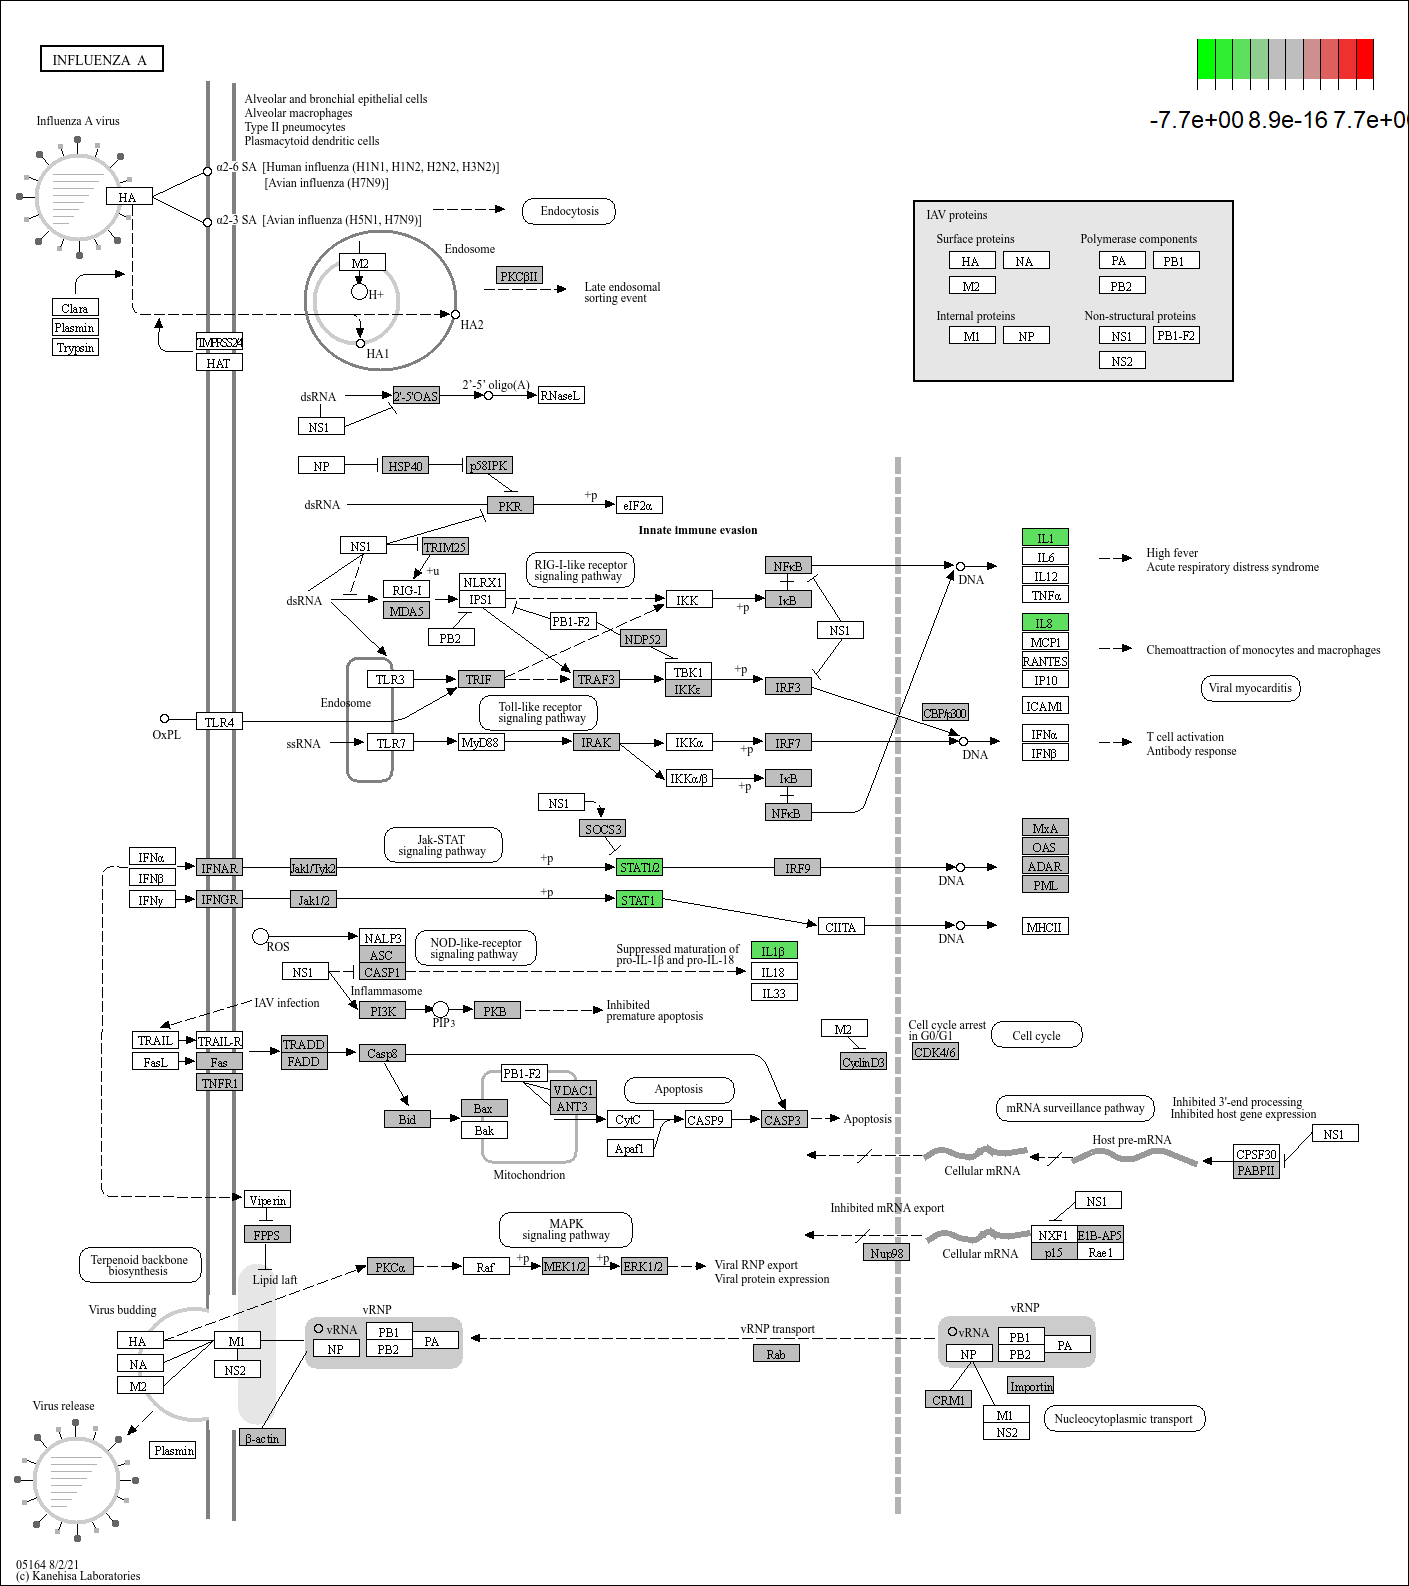 INFLUENZA A
-7.7e+00 8.9e-16 7.7e+0
Influenza A virus
Alveolar and bronchial epithelial cells
Alveolar macrophages
Type II pneumocytes
Plasmacytoid dendritic cells
α2-6 SA [Human influenza (H1N1, H1N2, H2N2, H3N2)]
[Avian influenza (H7N9)]
HA
α2-3 SA [Avian influenza (H5N1, H7N9)]
Endocytosis
Endosome
M2
H+
PKCβII
Late endosomal
sorting event
HA2
HA1
Clara
Plasmin
Trypsin
HAT
IAV proteins
Surface proteins
HA
NA
M2
Polymerase components
PA
PB1
PB2
Internal proteins
M1
NP
Non-structural proteins
NS1
PB1-F2
NS2
dsRNA
2'-5'OAS
2'-5' oligo(A)
RNaseL
NS1
NP
HSP40
p58IPK
dsRNA
PKR
+p
eIF2α
Innate immune evasion
NS1
TRIM25
+u
RIG-I
MDA5
dsRNA
NLRX1
IPS1
PB2
RIG-I-like receptor
signaling pathway
PB1-F2
NDP52
IKK
+p
NFκB
IκB
NS1
DNA
IL1
IL6
IL12
TNFα
High fever
Acute respiratory distress syndrome
IL8
MCP1
RANTES
IP10
Chemoattraction of monocytes and macrophages
Viral myocarditis
ICAM1
IFNα
IFNβ
T cell activation
Antibody response
TLR3
Endosome
TRIF
TRAF3
TBK1
IKKε
+p
IRF3
CBP/p300
DNA
Toll-like receptor
signaling pathway
OxPL
TLR4
ssRNA
TLR7
MyD88
IRAK
IKKα
+p
IRF7
IKKα/β
+p
IκB
NFκB
NS1
SOCS3
Jak-STAT
signaling pathway
IFNα
IFNβ
IFNγ
IFNAR
IFNGR
Jak1/Tyk2
Jak1/2
+p
+p
STAT1/2
STAT1
IRF9
DNA
MxA
OAS
ADAR
PML
CIITA
DNA
MHCII
ROS
NALP3
ASC
CASP1
NS1
Inflammasome
NOD-like-receptor
signaling pathway
Suppressed maturation of
pro-IL-1β and pro-IL-18
IL1β
IL18
IL33
IAV infection
PI3K
PIP3
PKB
Inhibited
premature apoptosis
TRAIL
TRAIL-R
FasL
Fas
TNFR1
TRADD
FADD
Casp8
M2
CyclinD3
Cell cycle arrest
in G0/G1
CDK4/6
Cell cycle
PB1-F2
VDAC1
ANT3
Apoptosis
Bid
Bax
Bak
CytC
Apaf1
CASP9
CASP3
Apoptosis
Mitochondrion
mRNA surveillance pathway
Inhibited 3'-end processing
Inhibited host gene expression
NS1
Host pre-mRNA
CPSF30
PABPII
Cellular mRNA
Viperin
FPPS
Lipid laft
Terpenoid backbone
biosynthesis
MAPK
signaling pathway
PKCα
Raf
+p
MEK1/2
+p
ERK1/2
Viral RNP export
Viral protein expression
Inhibited mRNA export
Nup98
Cellular mRNA
NS1
NXF1
E1B-AP5
p15
Rae1
Virus budding
HA
NA
M2
M1
NS2
vRNP
vRNA
NP
PB1
PB2
PA
vRNP transport
Rab
vRNP
vRNA
NP
PB1
PB2
PA
CRM1
Importin
M1
NS2
Nucleocytoplasmic transport
Virus release
Plasmin
β-actin
05164 8/2/21
(c) Kanehisa Laboratories